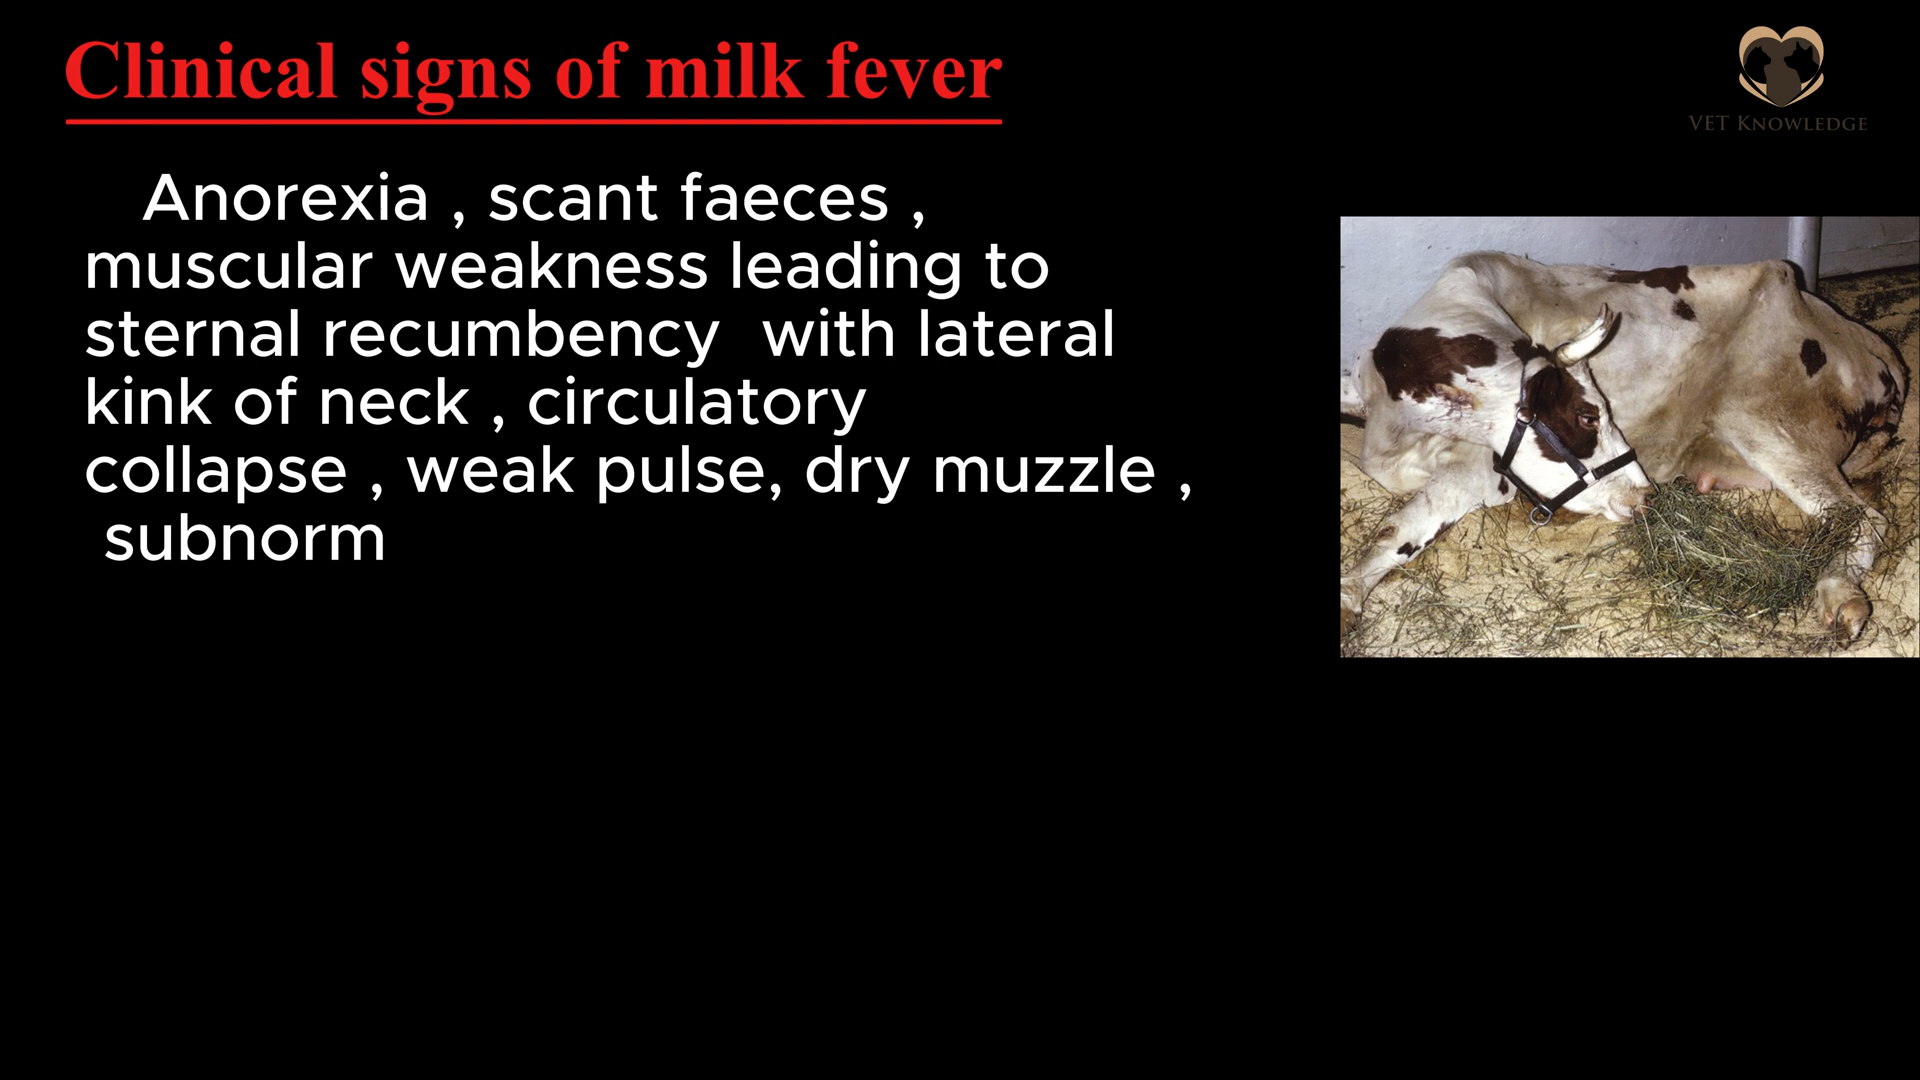 Clinical signs of milk fever
VET KNOWLEDGE
Anorexia , scant faeces ,
muscular weakness leading to
sternal recumbency with lateral
kink of neck , circulatory
collapse , weak pulse, dry muzzle ,
subnorm